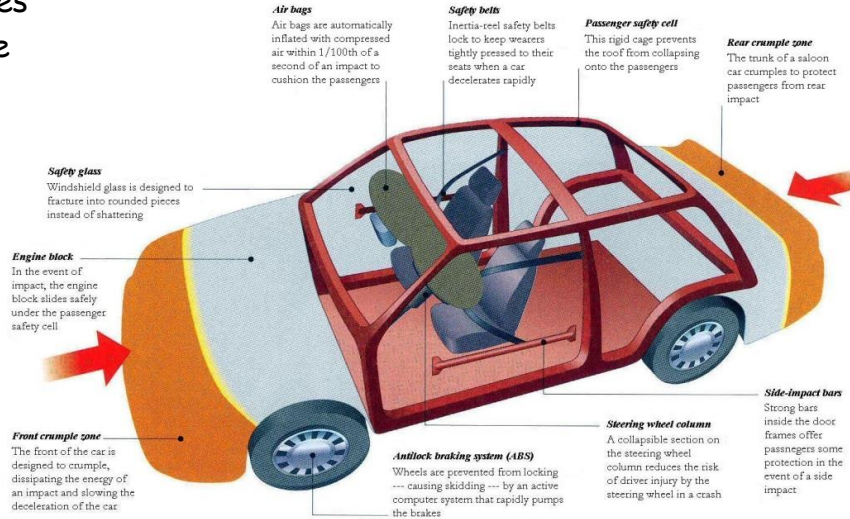 es
e
Air bags
Air bags are automatically
inflated with compressed
air within 1/100th of a
second of an impact to
cushion the passengers
Safety belts
Inertia-reel safety belts
lock to keep wearers
tightly pressed to their
seats when a car
decelerates rapidly
Passenger safety cell
This rigid cage prevents
the roof from collapsing
onto the passengers
Rear crumple zone
The trunk of a saloon
car crumples to protect
passengers from rear
impact
Safety glass
Windshield glass is designed to
fracture into rounded pieces
instead of shattering
Engine block
In the event of
impact, the engine
block slides safely
under the passenger
safety cell
Front crumple zone
The front of the car is
designed to crumple,
dissipating the energy of
an impact and slowing the
deceleration of the car
Antilock braking system (ABS)
Wheels are prevented from locking
--- causing skidding --- by an active
computer system that rapidly pumps
the brakes
Steering wheel column
A collapsible section on
the steering wheel
column reduces the risk
of driver injury by the
steering wheel in a crash
Side-impact bars
Strong bars
inside the door
frames offer
passnegers some
protection in the
event of a side
impact